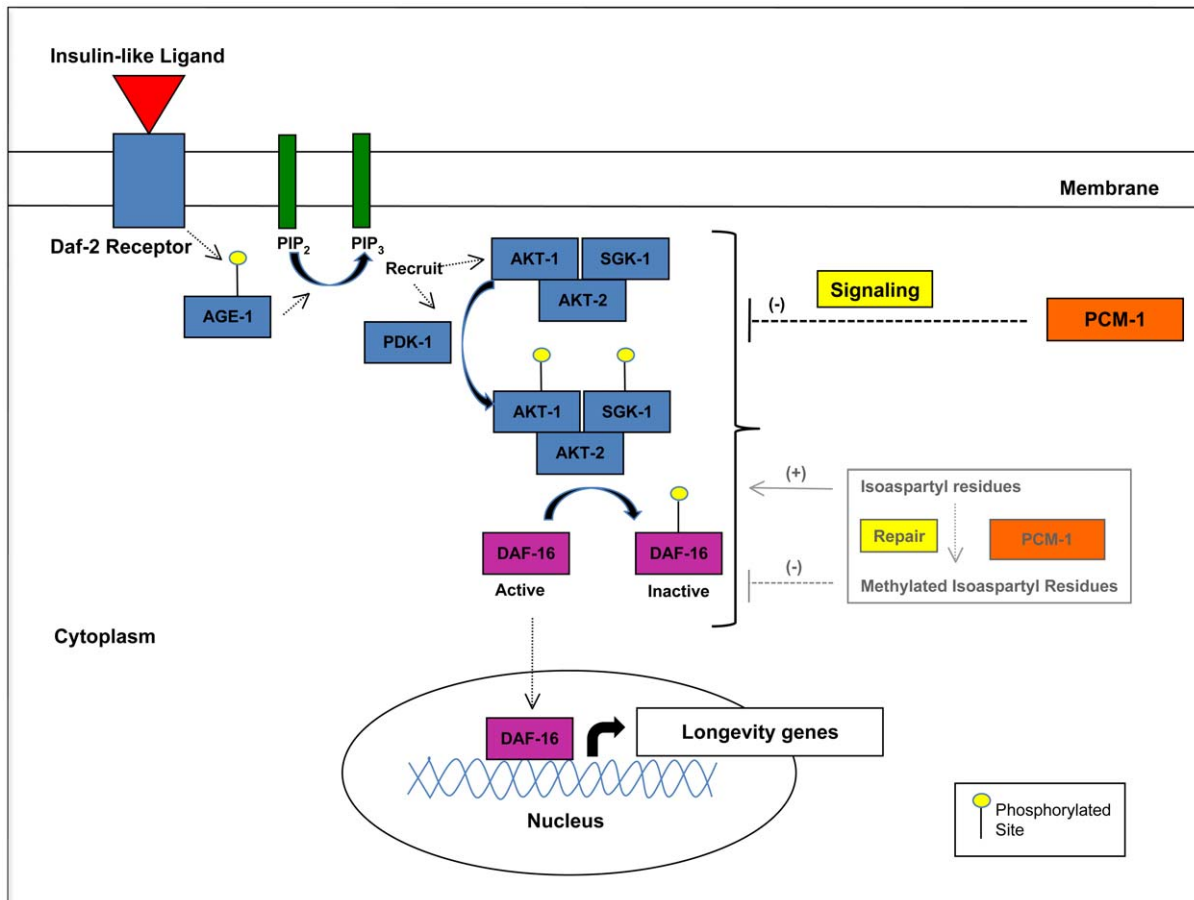 Insulin-like Ligand
Membrane
Daf-2 Receptor
PIP2
PIP3
Recruit
AKT-1
SGK-1
AKT-2
AGE-1
PDK-1
Signaling
(-)
PCM-1
AKT-1
SGK-1
AKT-2
(+)
Isoaspartyl residues
Repair
PCM-1
(-)
Methylated Isoaspartyl Residues
DAF-16
DAF-16
Active
Inactive
Cytoplasm
DAF-16
Longevity genes
Nucleus
Phosphorylated
Site